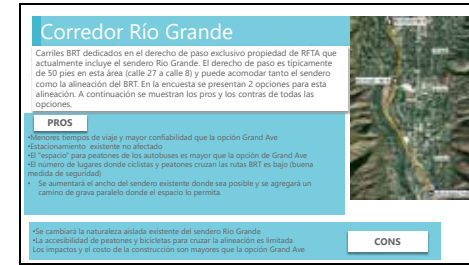 Corredor Río Grande
Carriles BRT dedicados en el derecho de paso exclusivo propiedad de RFTA que
actualmente incluye el sendero Rio Grande. El derecho de paso es típicamente
de 50 pies en esta área (calle 27 a calle 8) y puede acomodar tanto el sendero
como la alineación del BRT. En la encuesta se presentan 2 opciones para esta
alineación. A continuación se muestran los pros y los contras de todas las
opciones.
PROS
•Menores tiempos de viaje y mayor confiabilidad que la opción Grand Ave
•Estacionamiento existente no afectado
•El "espacio" para peatones de los autobuses es mayor que la opción de Grand Ave
•El número de lugares donde ciclistas y peatones cruzan las rutas BRT es bajo (buena
medida de seguridad)
• Se aumentará el ancho del sendero existente donde sea posible y se agregará un
camino de grava paralelo donde el espacio lo permita.
•Se cambiará la naturaleza aislada existente del sendero Rio Grande
•La accesibilidad de peatones y bicicletas para cruzar la alineación es limitada
Los impactos y el costo de la construcción son mayores que la opción Grand Ave
CONS